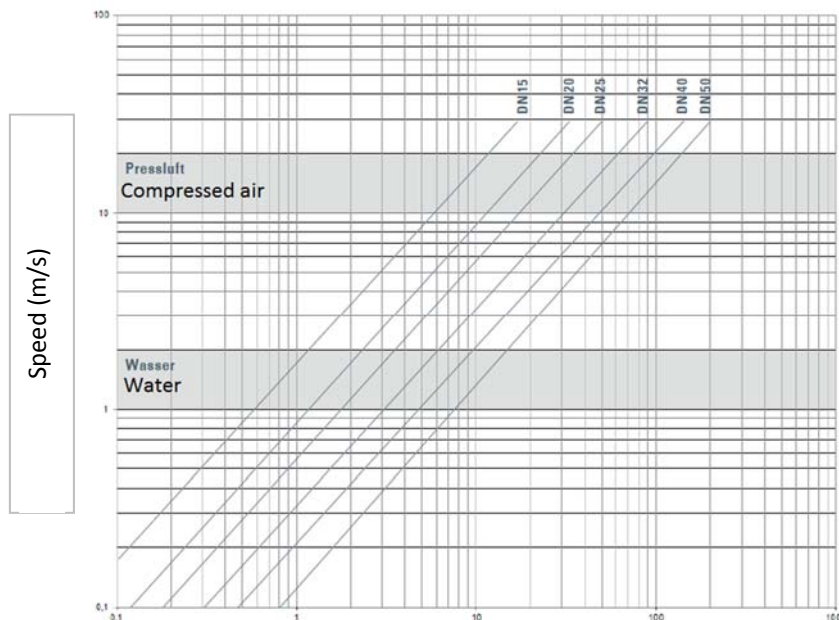 100
DN15
DN20
DN25
DN32
DN40
DN50
Pressluft
Compressed air
10
Speed (m/s)
Wasser
Water
1
0,1
0.1
1
10
100